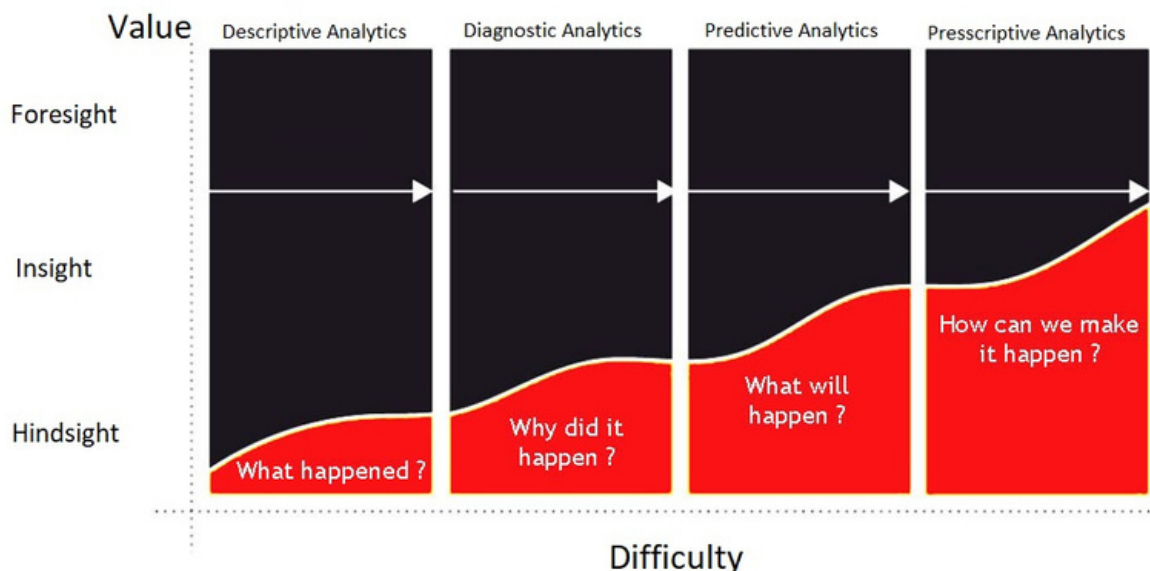 Value
Descriptive Analytics
Diagnostic Analytics
Predictive Analytics
Presscriptive Analytics
Foresight
Insight
Hindsight
What happened ?
Why did it
happen ?
What will
happen ?
How can we make
it happen ?
Difficulty